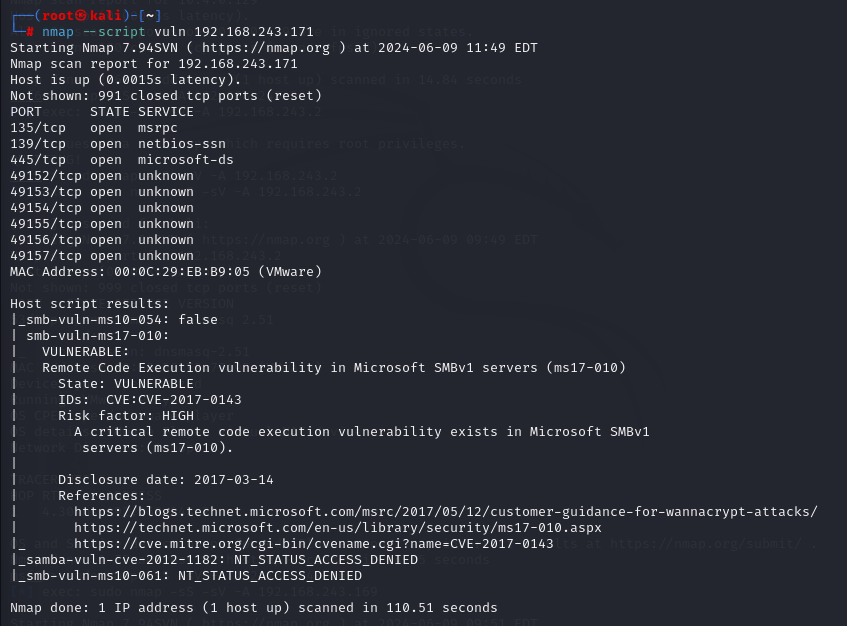 ┌──(root㉿kali)-[~]
└─# nmap --script vuln 192.168.243.171
Starting Nmap 7.94SVN ( https://nmap.org ) at 2024-06-09 11:49 EDT
Nmap scan report for 192.168.243.171
Host is up (0.0015s latency).
Not shown: 991 closed tcp ports (reset)
PORT      STATE SERVICE
135/tcp   open  msrpc
139/tcp   open  netbios-ssn
445/tcp   open  microsoft-ds
49152/tcp open  unknown
49153/tcp open  unknown
49154/tcp open  unknown
49155/tcp open  unknown
49156/tcp open  unknown
49157/tcp open  unknown
MAC Address: 00:0C:29:EB:B9:05 (VMware)

Host script results:
|_smb-vuln-ms10-054: false
| smb-vuln-ms17-010:
|   VULNERABLE:
|   Remote Code Execution vulnerability in Microsoft SMBv1 servers (ms17-010)
|     State: VULNERABLE
|     IDs:  CVE:CVE-2017-0143
|     Risk factor: HIGH
|       A critical remote code execution vulnerability exists in Microsoft SMBv1
|        servers (ms17-010).
|
|     Disclosure date: 2017-03-14
|     References:
|       https://blogs.technet.microsoft.com/msrc/2017/05/12/customer-guidance-for-wannacrypt-attacks/
|       https://technet.microsoft.com/en-us/library/security/ms17-010.aspx
|_      https://cve.mitre.org/cgi-bin/cvename.cgi?name=CVE-2017-0143
|_samba-vuln-cve-2012-1182: NT_STATUS_ACCESS_DENIED
|_smb-vuln-ms10-061: NT_STATUS_ACCESS_DENIED

Nmap done: 1 IP address (1 host up) scanned in 110.51 seconds